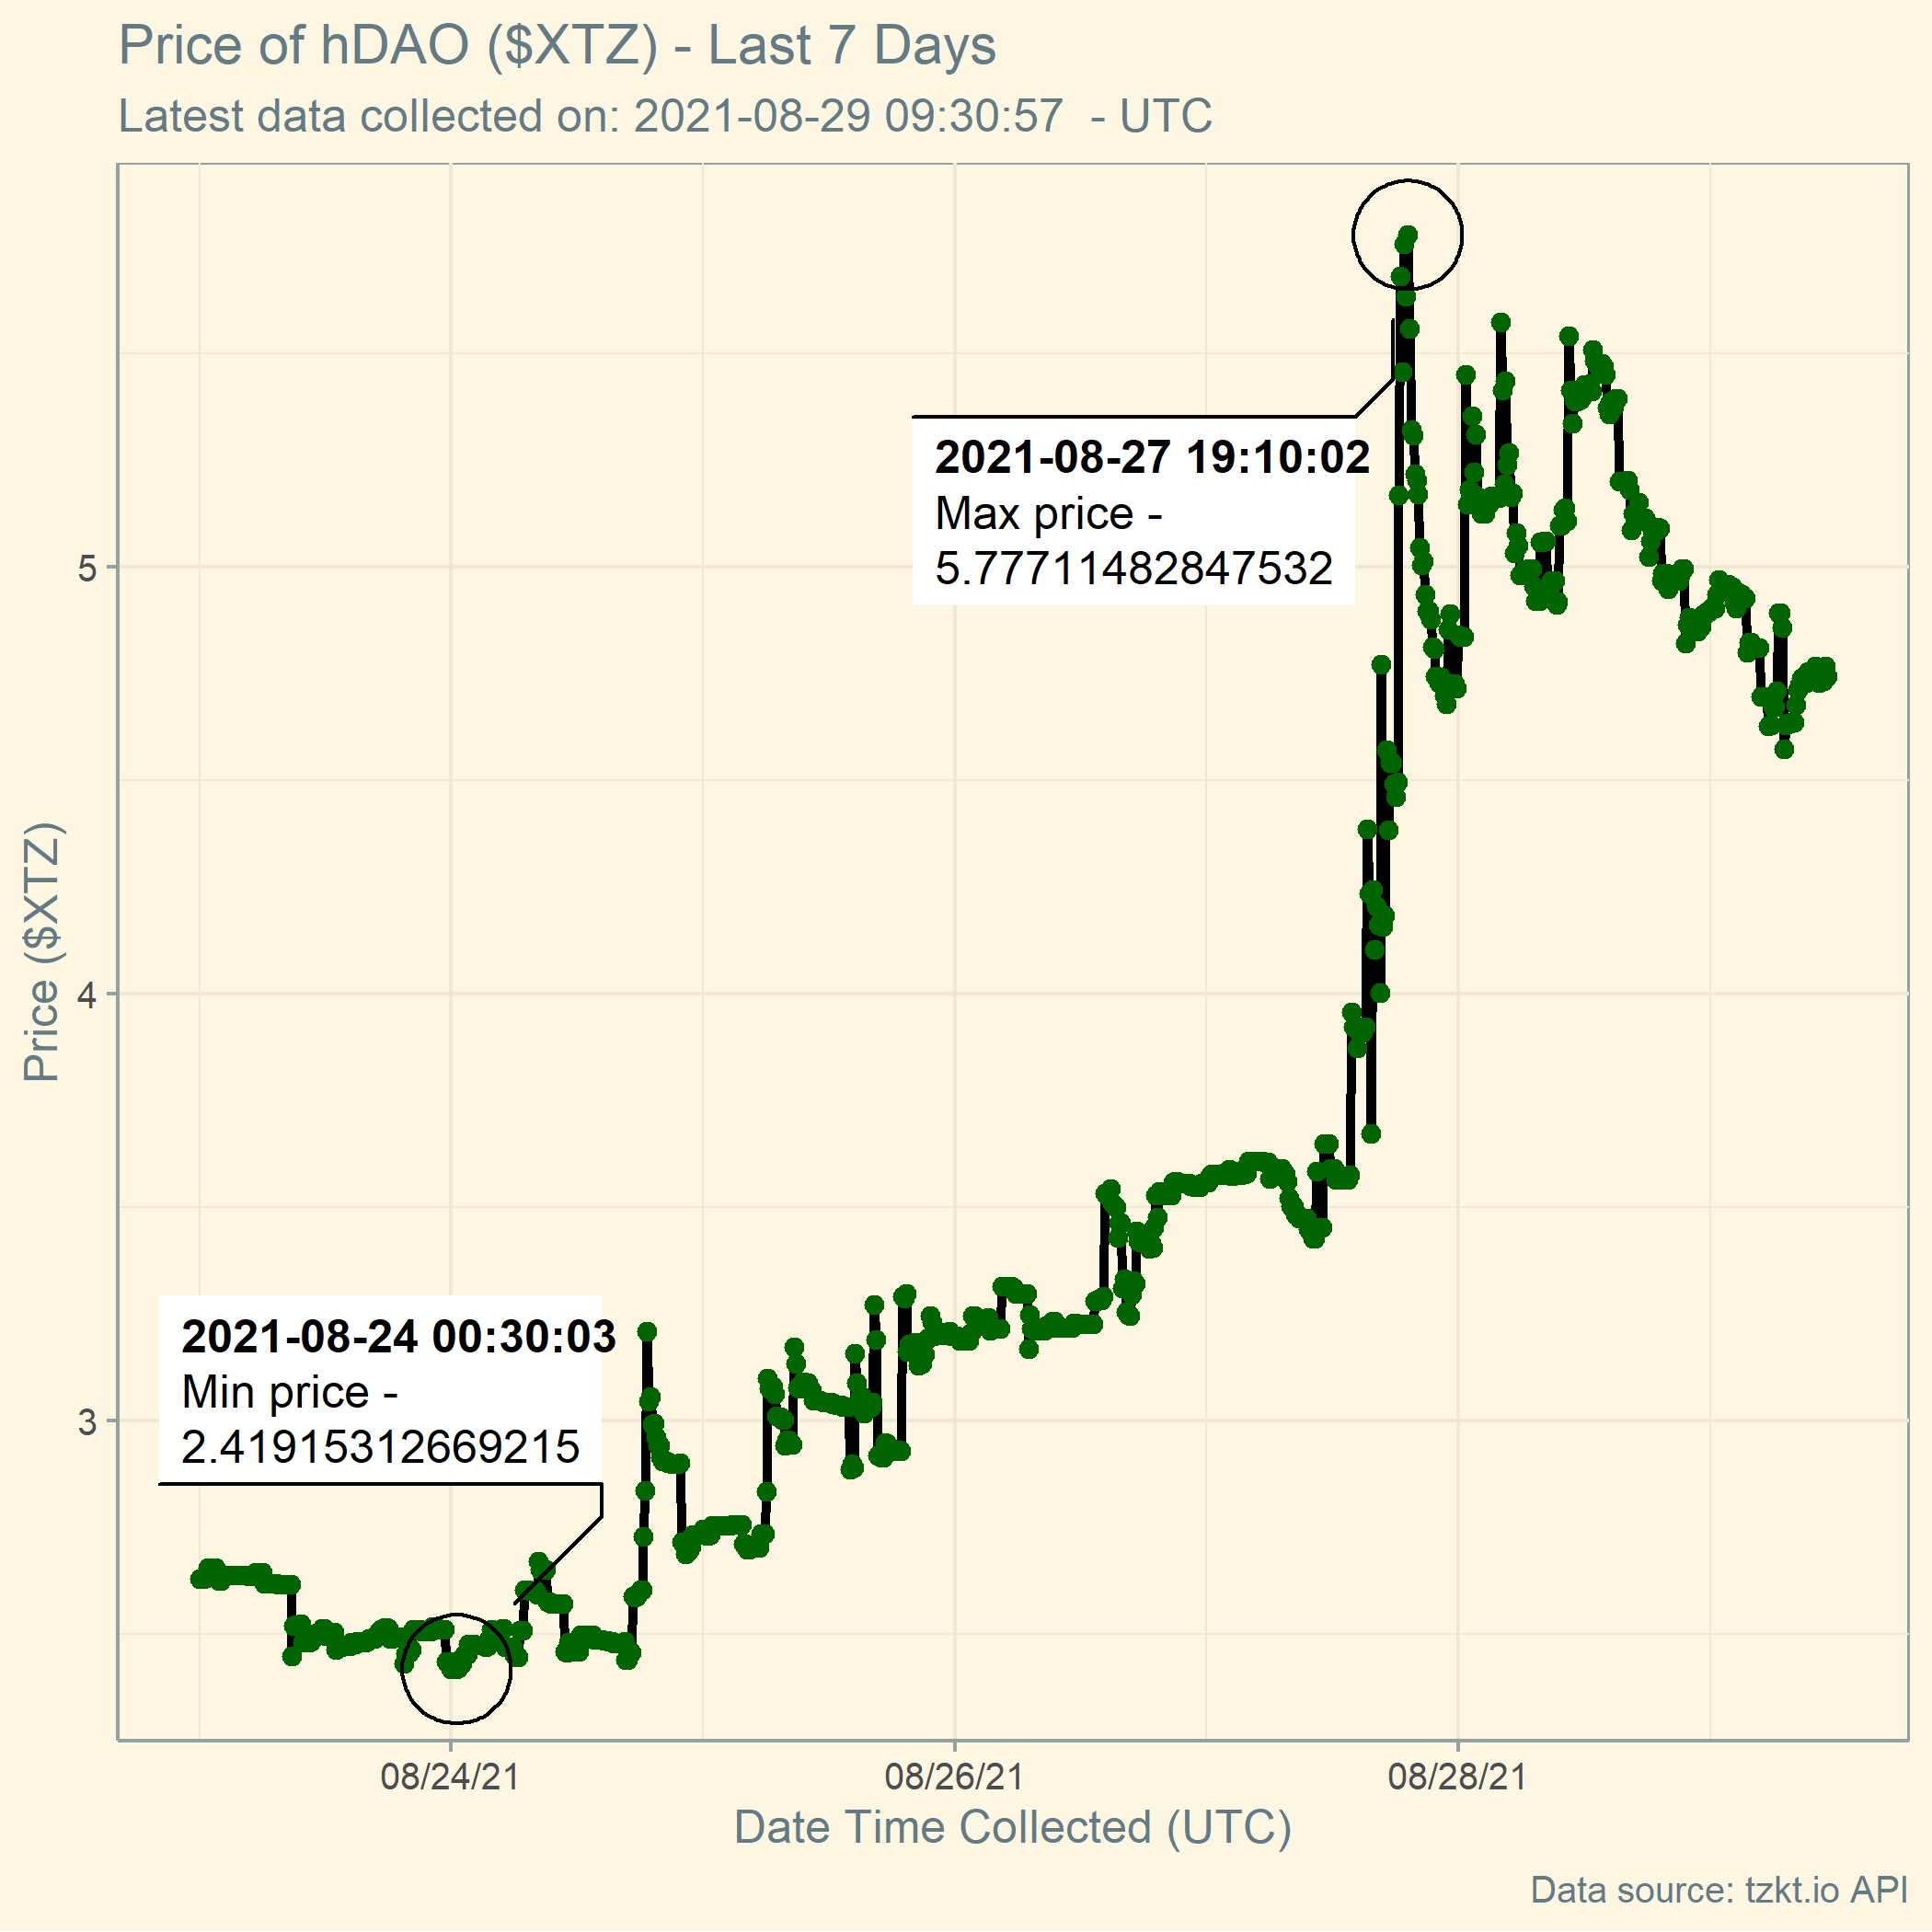 Price of hDAO ($XTZ) - Last 7 Days
Latest data collected on: 2021-08-29 09:30:57  - UTC
2021-08-27 19:10:02
Max price -
5.77711482847532
5
4
3
Price ($XTZ)
2021-08-24 00:30:03
Min price -
2.41915312669215
08/24/21
08/26/21
08/28/21
Date Time Collected (UTC)
Data source: tzkt.io API